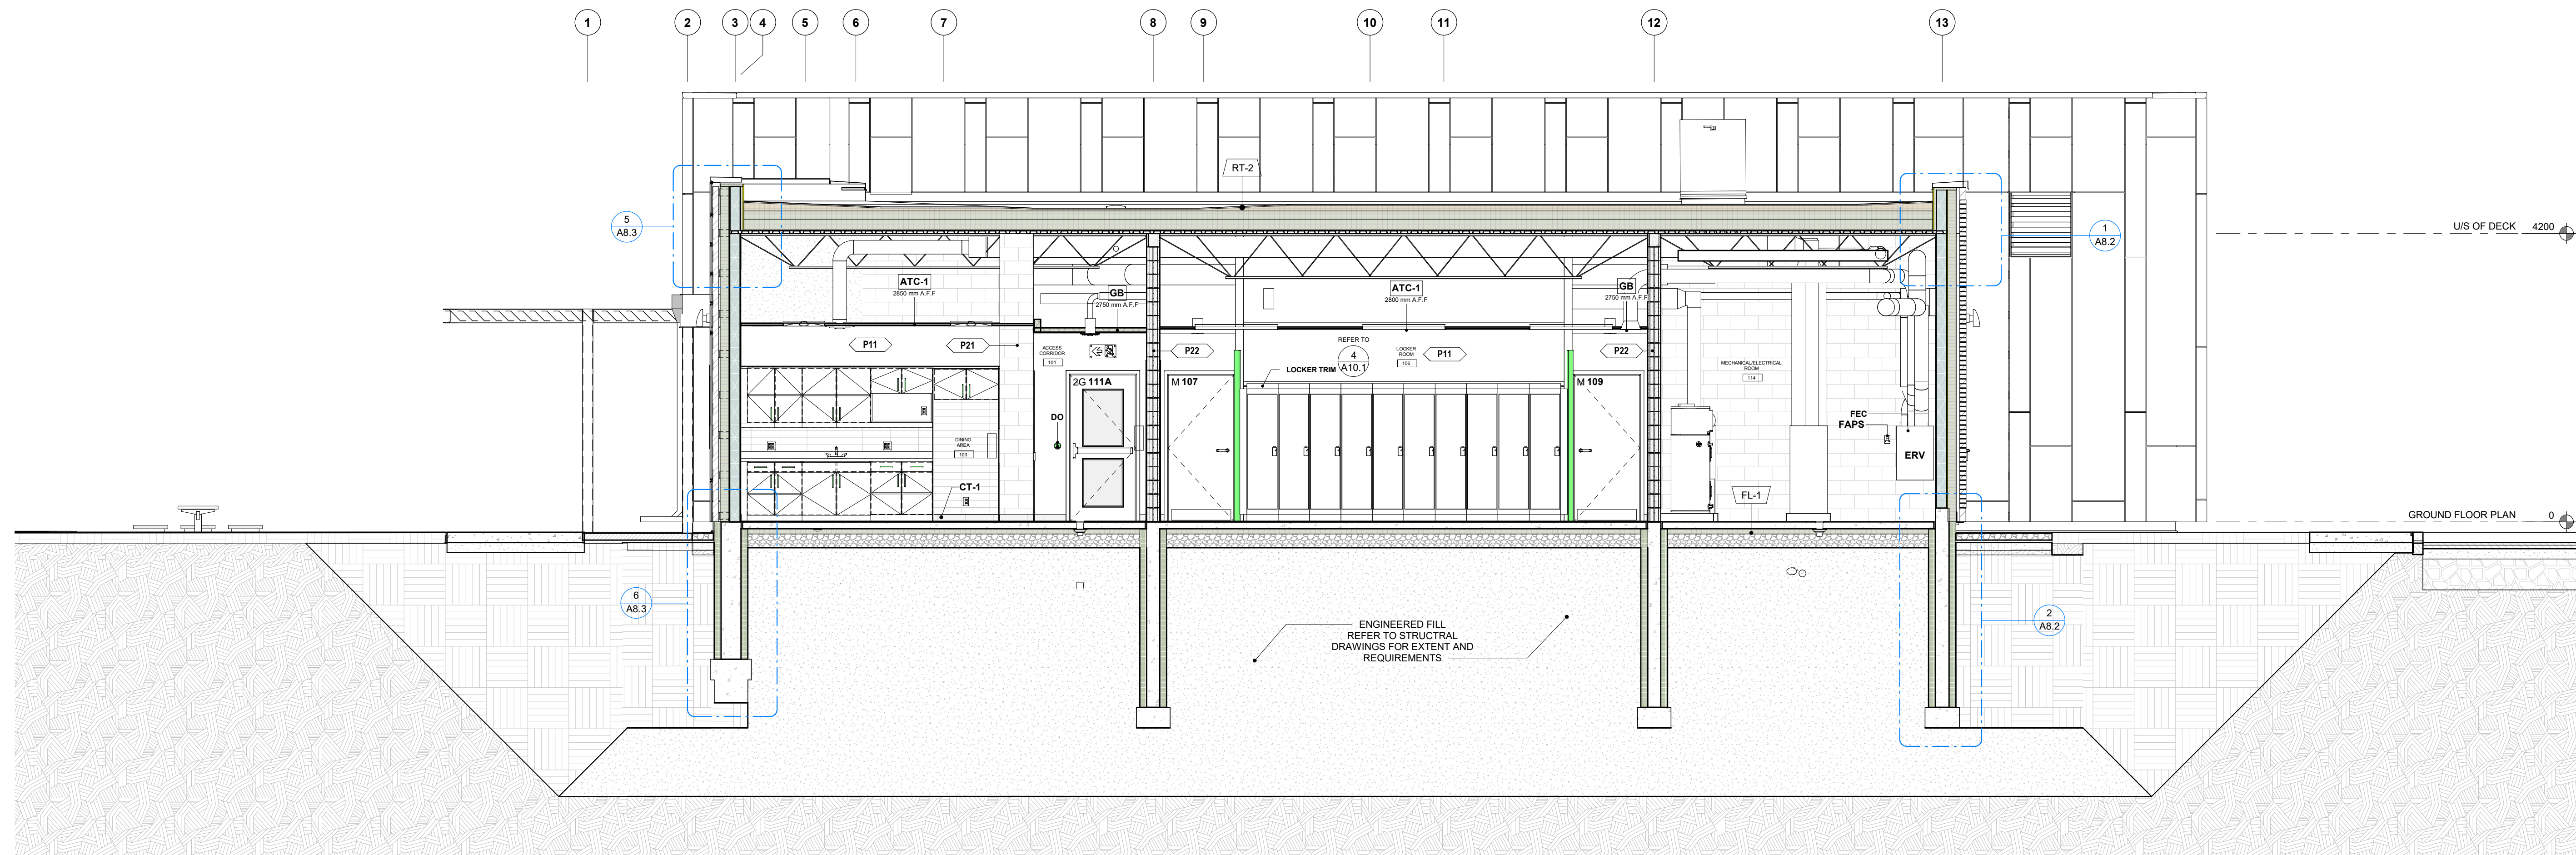 1
2
3
4
5
6
7
8
9
10
11
12
13
RT-2
5
A8.3
1
A8.2
U/S OF DECK 4200
ATC-1
2850 mm A.F.F
GB
2750 mm A.F.F
ATC-1
2800 mm A.F.F
GB
2750 mm A.F.F
P11
P21
ACCESS
CORRIDOR
101
P22
REFER TO
4
A10.1
LOCKER
ROOM
106
P11
P22
LOCKER TRIM
MECHANICAL/ELECTRICAL
ROOM
114
2G 111A
M 107
M 109
DO
FEC
FAPS
ERV
DINING
AREA
103
CT-1
FL-1
GROUND FLOOR PLAN 0
6
A8.3
2
A8.2
ENGINEERED FILL
REFER TO STRUCTRAL
DRAWINGS FOR EXTENT AND
REQUIREMENTS